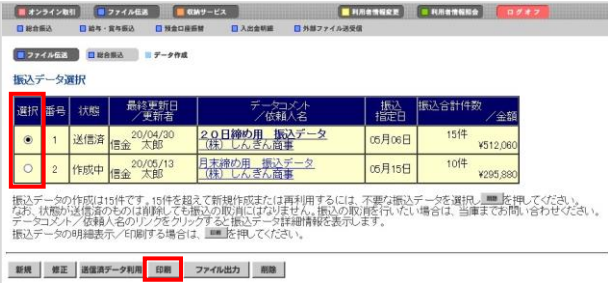 オンライン取引 ファイル伝送 収納サービス 利用者情報変更 利用者情報照会 ログオフ
総合振込 給与・賞与振込 預金口座振替 入出金明細 外部ファイル送受信
ファイル伝送 総合振込 データ作成
振込データ選択
選択 番号 状態 最終更新日／更新者 データコメント／依頼人名 振込指定日 振込合計件数／金額
1 送信済 20/04/30 信金 太郎 ２０日締め用 振込データ （株）しんきん商事 05月06日 15件 ¥512,060
2 作成中 20/05/13 信金 太郎 月末締め用 振込データ （株）しんきん商事 05月15日 10件 ¥295,880
振込データの作成は15件です。15件を超えて新規作成または再利用するには、不要な振込データを選択し を押してください。
なお、状態が送信済のものは削除しても振込の取消にはなりません。振込の取消を行いたい場合は、当庫までお問い合わせください。
データコメント／依頼人名のリンクをクリックすると振込データ詳細情報を表示します。
振込データの明細表示／印刷する場合は、 を押してください。
新規 修正 送信済データ利用 印刷 ファイル出力 削除